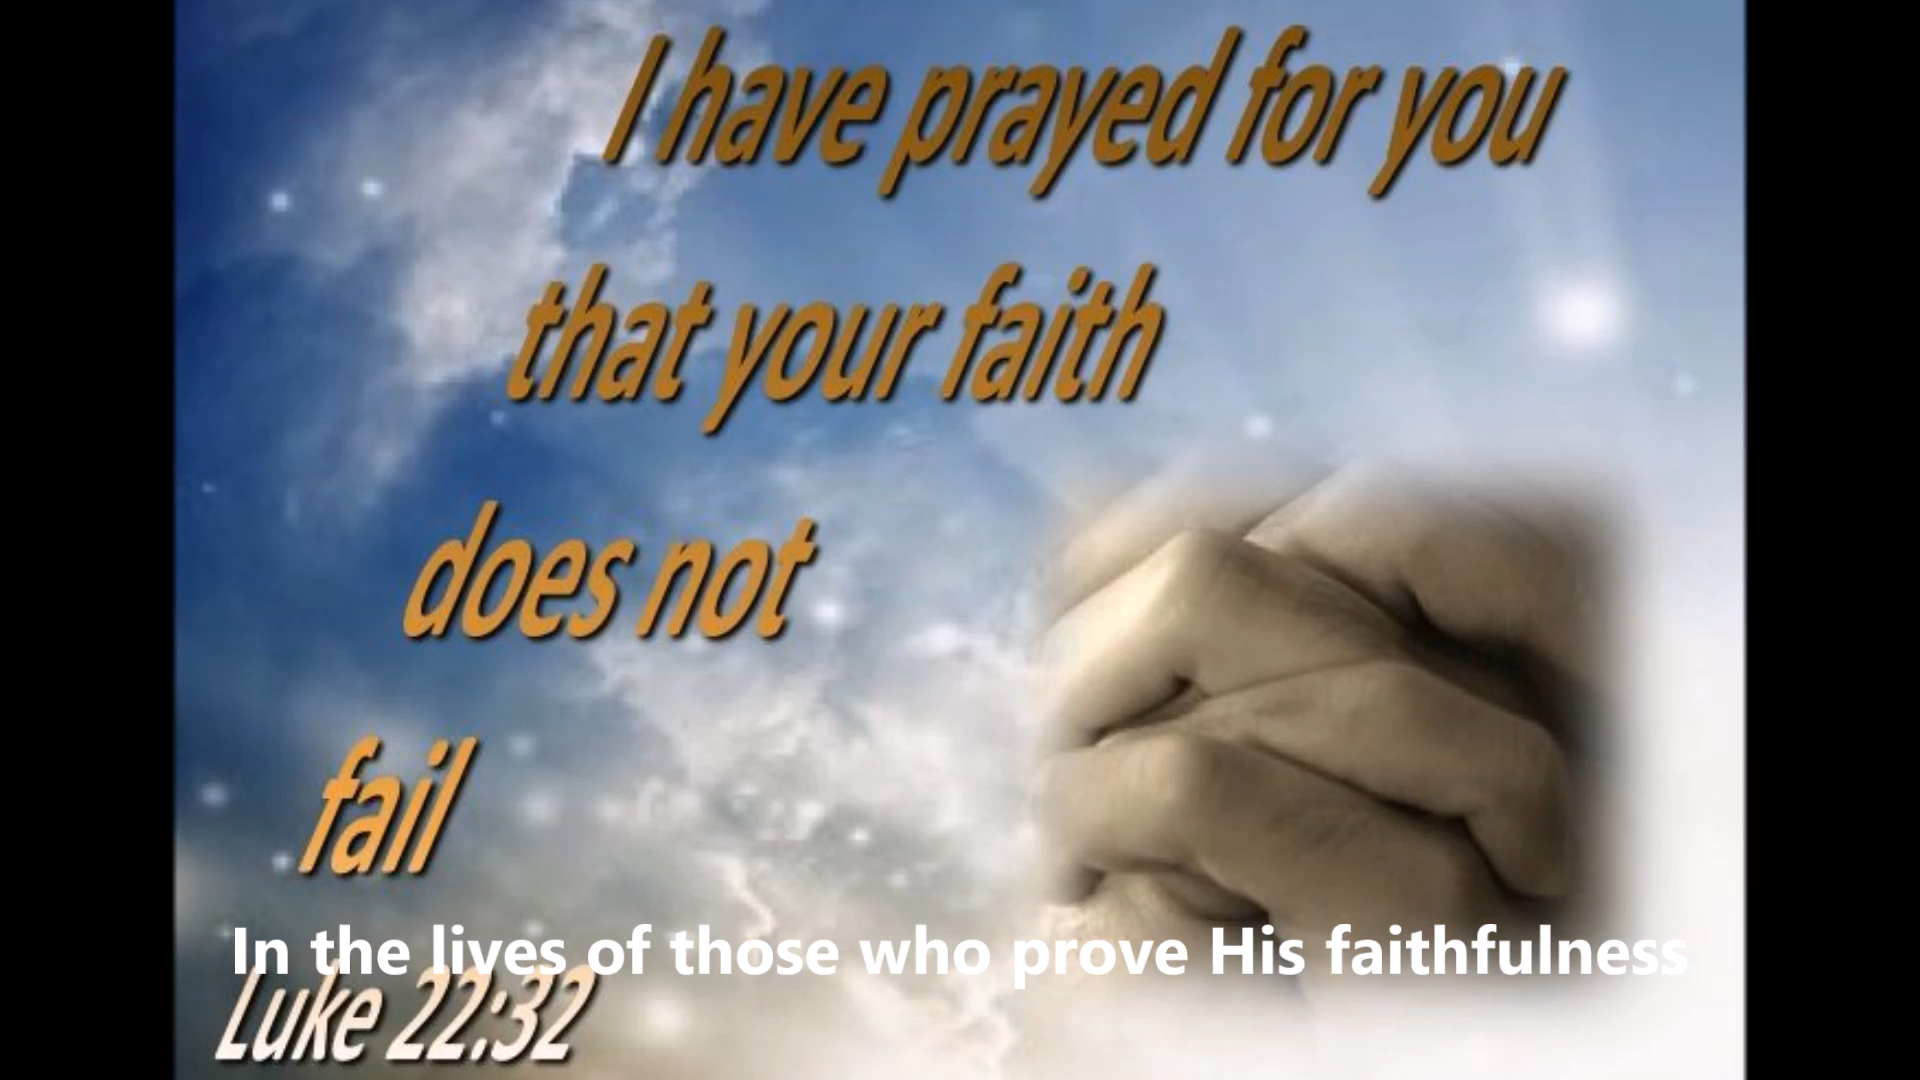 I have prayed for you
that your faith
does not
fail
In the lives of those who prove His faithfulness
Luke 22:32